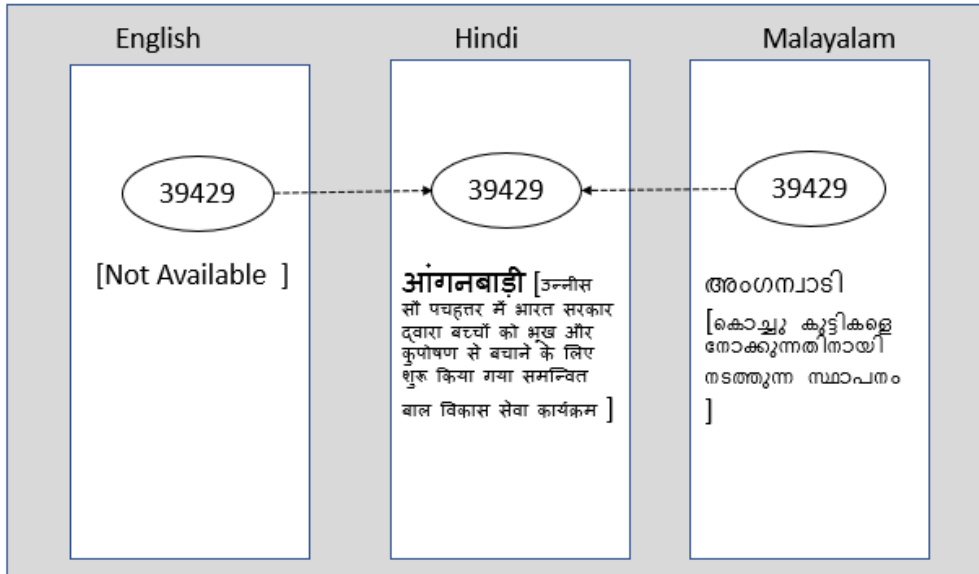 English
Hindi
Malayalam
39429
39429
39429
[Not Available ]
आंगनबाड़ी [उन्नीस
सौ पचहत्तर में भारत सरकार
द्वारा बच्चों को भूख और
कुपोषण से बचाने के लिए
शुरू किया गया समन्वित
बाल विकास सेवा कार्यक्रम ]
അംഗന്വാടി
[കൊച്ചു കുട്ടികളെ
നോക്കുന്നതിനായി
നടത്തുന്ന സ്ഥാപനം
]